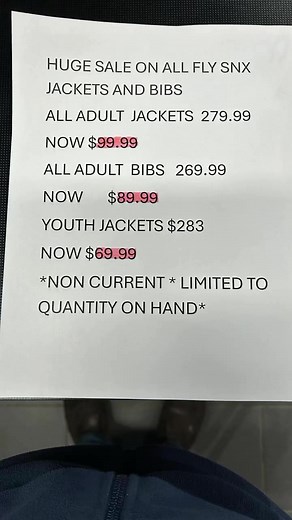 HUGE SALE ON ALL FLY SNX
JACKETS AND BIBS
ALL ADULT JACKETS 279.99
NOW $99.99
ALL ADULT BIBS 269.99
NOW $89.99
YOUTH JACKETS $283
NOW $69.99
*NON CURRENT * LIMITED TO
QUANTITY ON HAND*